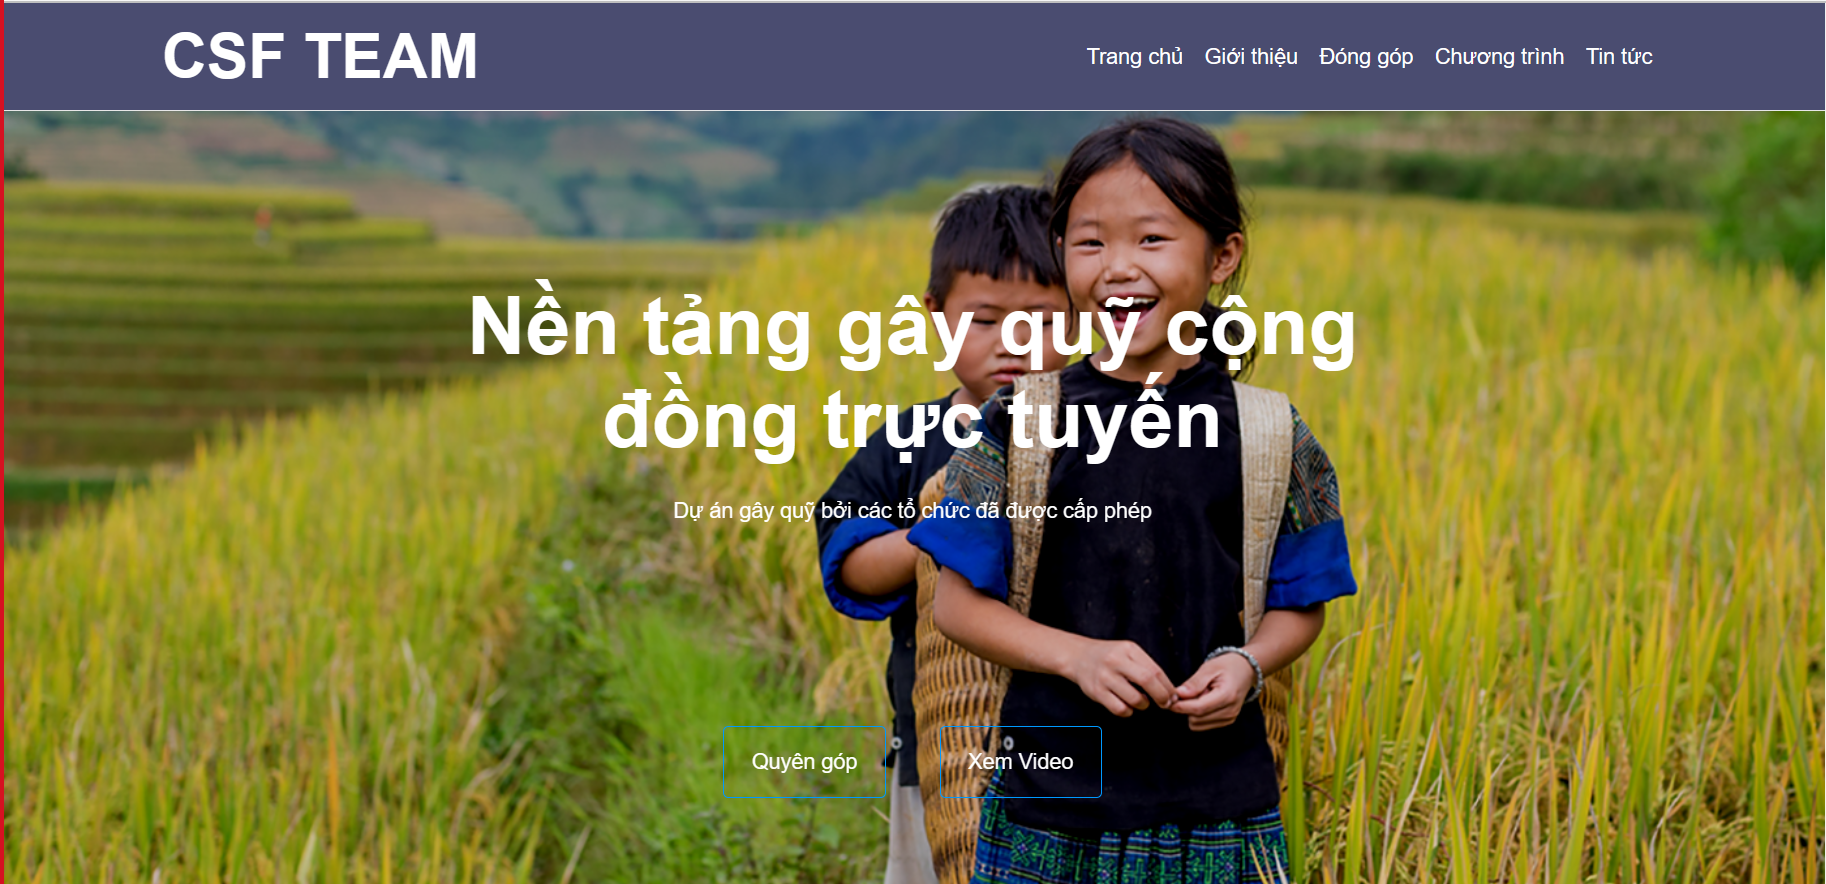 CSF TEAM
Trang chủ Giới thiệu Đóng góp Chương trình Tin tức
Nền tảng gây quỹ cộng
đồng trực tuyến
Dự án gây quỹ bởi các tổ chức đã được cấp phép
Quyên góp
Xem Video